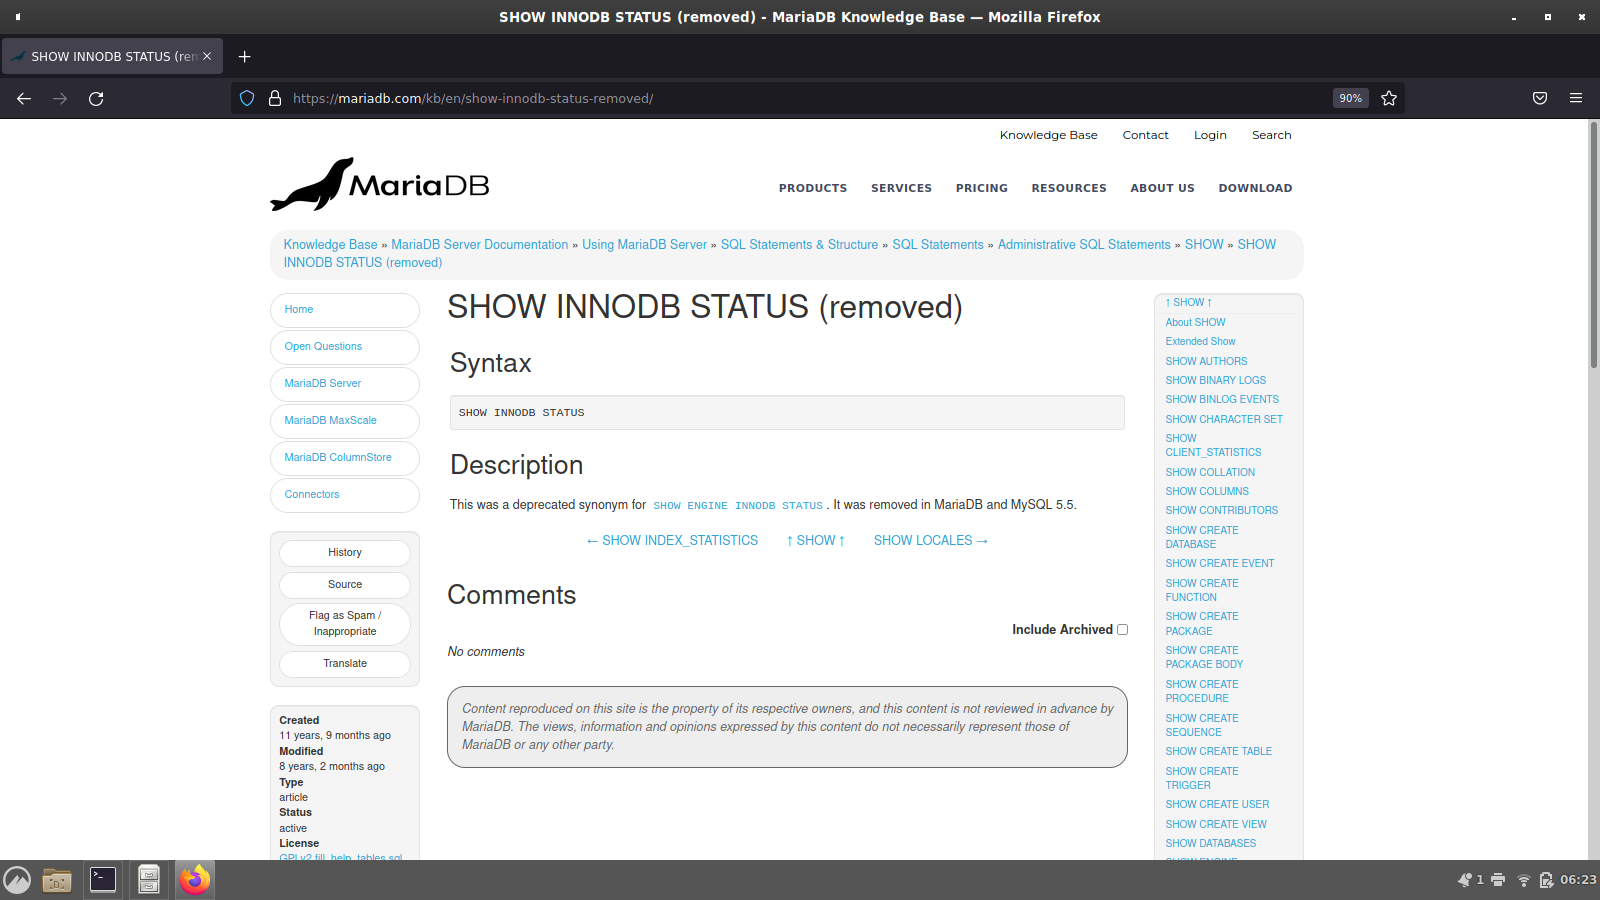 SHOW INNODB STATUS (removed) - MariaDB Knowledge Base — Mozilla Firefox
SHOW INNODB STATUS (rem
https://mariadb.com/kb/en/show-innodb-status-removed/
90%
Knowledge Base Contact Login Search
MariaDB
PRODUCTS SERVICES PRICING RESOURCES ABOUT US DOWNLOAD
Knowledge Base » MariaDB Server Documentation » Using MariaDB Server » SQL Statements & Structure » SQL Statements » Administrative SQL Statements » SHOW » SHOW
INNODB STATUS (removed)
Home
Open Questions
MariaDB Server
MariaDB MaxScale
MariaDB ColumnStore
Connectors
History
Source
Flag as Spam /
Inappropriate
Translate
Created
11 years, 9 months ago
Modified
8 years, 2 months ago
Type
article
Status
active
License
GPLv2 fill_help_tables.sql
SHOW INNODB STATUS (removed)
Syntax
SHOW INNODB STATUS
Description
This was a deprecated synonym for SHOW ENGINE INNODB STATUS . It was removed in MariaDB and MySQL 5.5.
← SHOW INDEX_STATISTICS ↑ SHOW ↑ SHOW LOCALES →
Comments
Include Archived
No comments
Content reproduced on this site is the property of its respective owners, and this content is not reviewed in advance by
MariaDB. The views, information and opinions expressed by this content do not necessarily represent those of
MariaDB or any other party.
↑ SHOW ↑
About SHOW
Extended Show
SHOW AUTHORS
SHOW BINARY LOGS
SHOW BINLOG EVENTS
SHOW CHARACTER SET
SHOW
CLIENT_STATISTICS
SHOW COLLATION
SHOW COLUMNS
SHOW CONTRIBUTORS
SHOW CREATE
DATABASE
SHOW CREATE EVENT
SHOW CREATE
FUNCTION
SHOW CREATE
PACKAGE
SHOW CREATE
PACKAGE BODY
SHOW CREATE
PROCEDURE
SHOW CREATE
SEQUENCE
SHOW CREATE TABLE
SHOW CREATE
TRIGGER
SHOW CREATE USER
SHOW CREATE VIEW
SHOW DATABASES
SHOW ENGINE
1
06:23